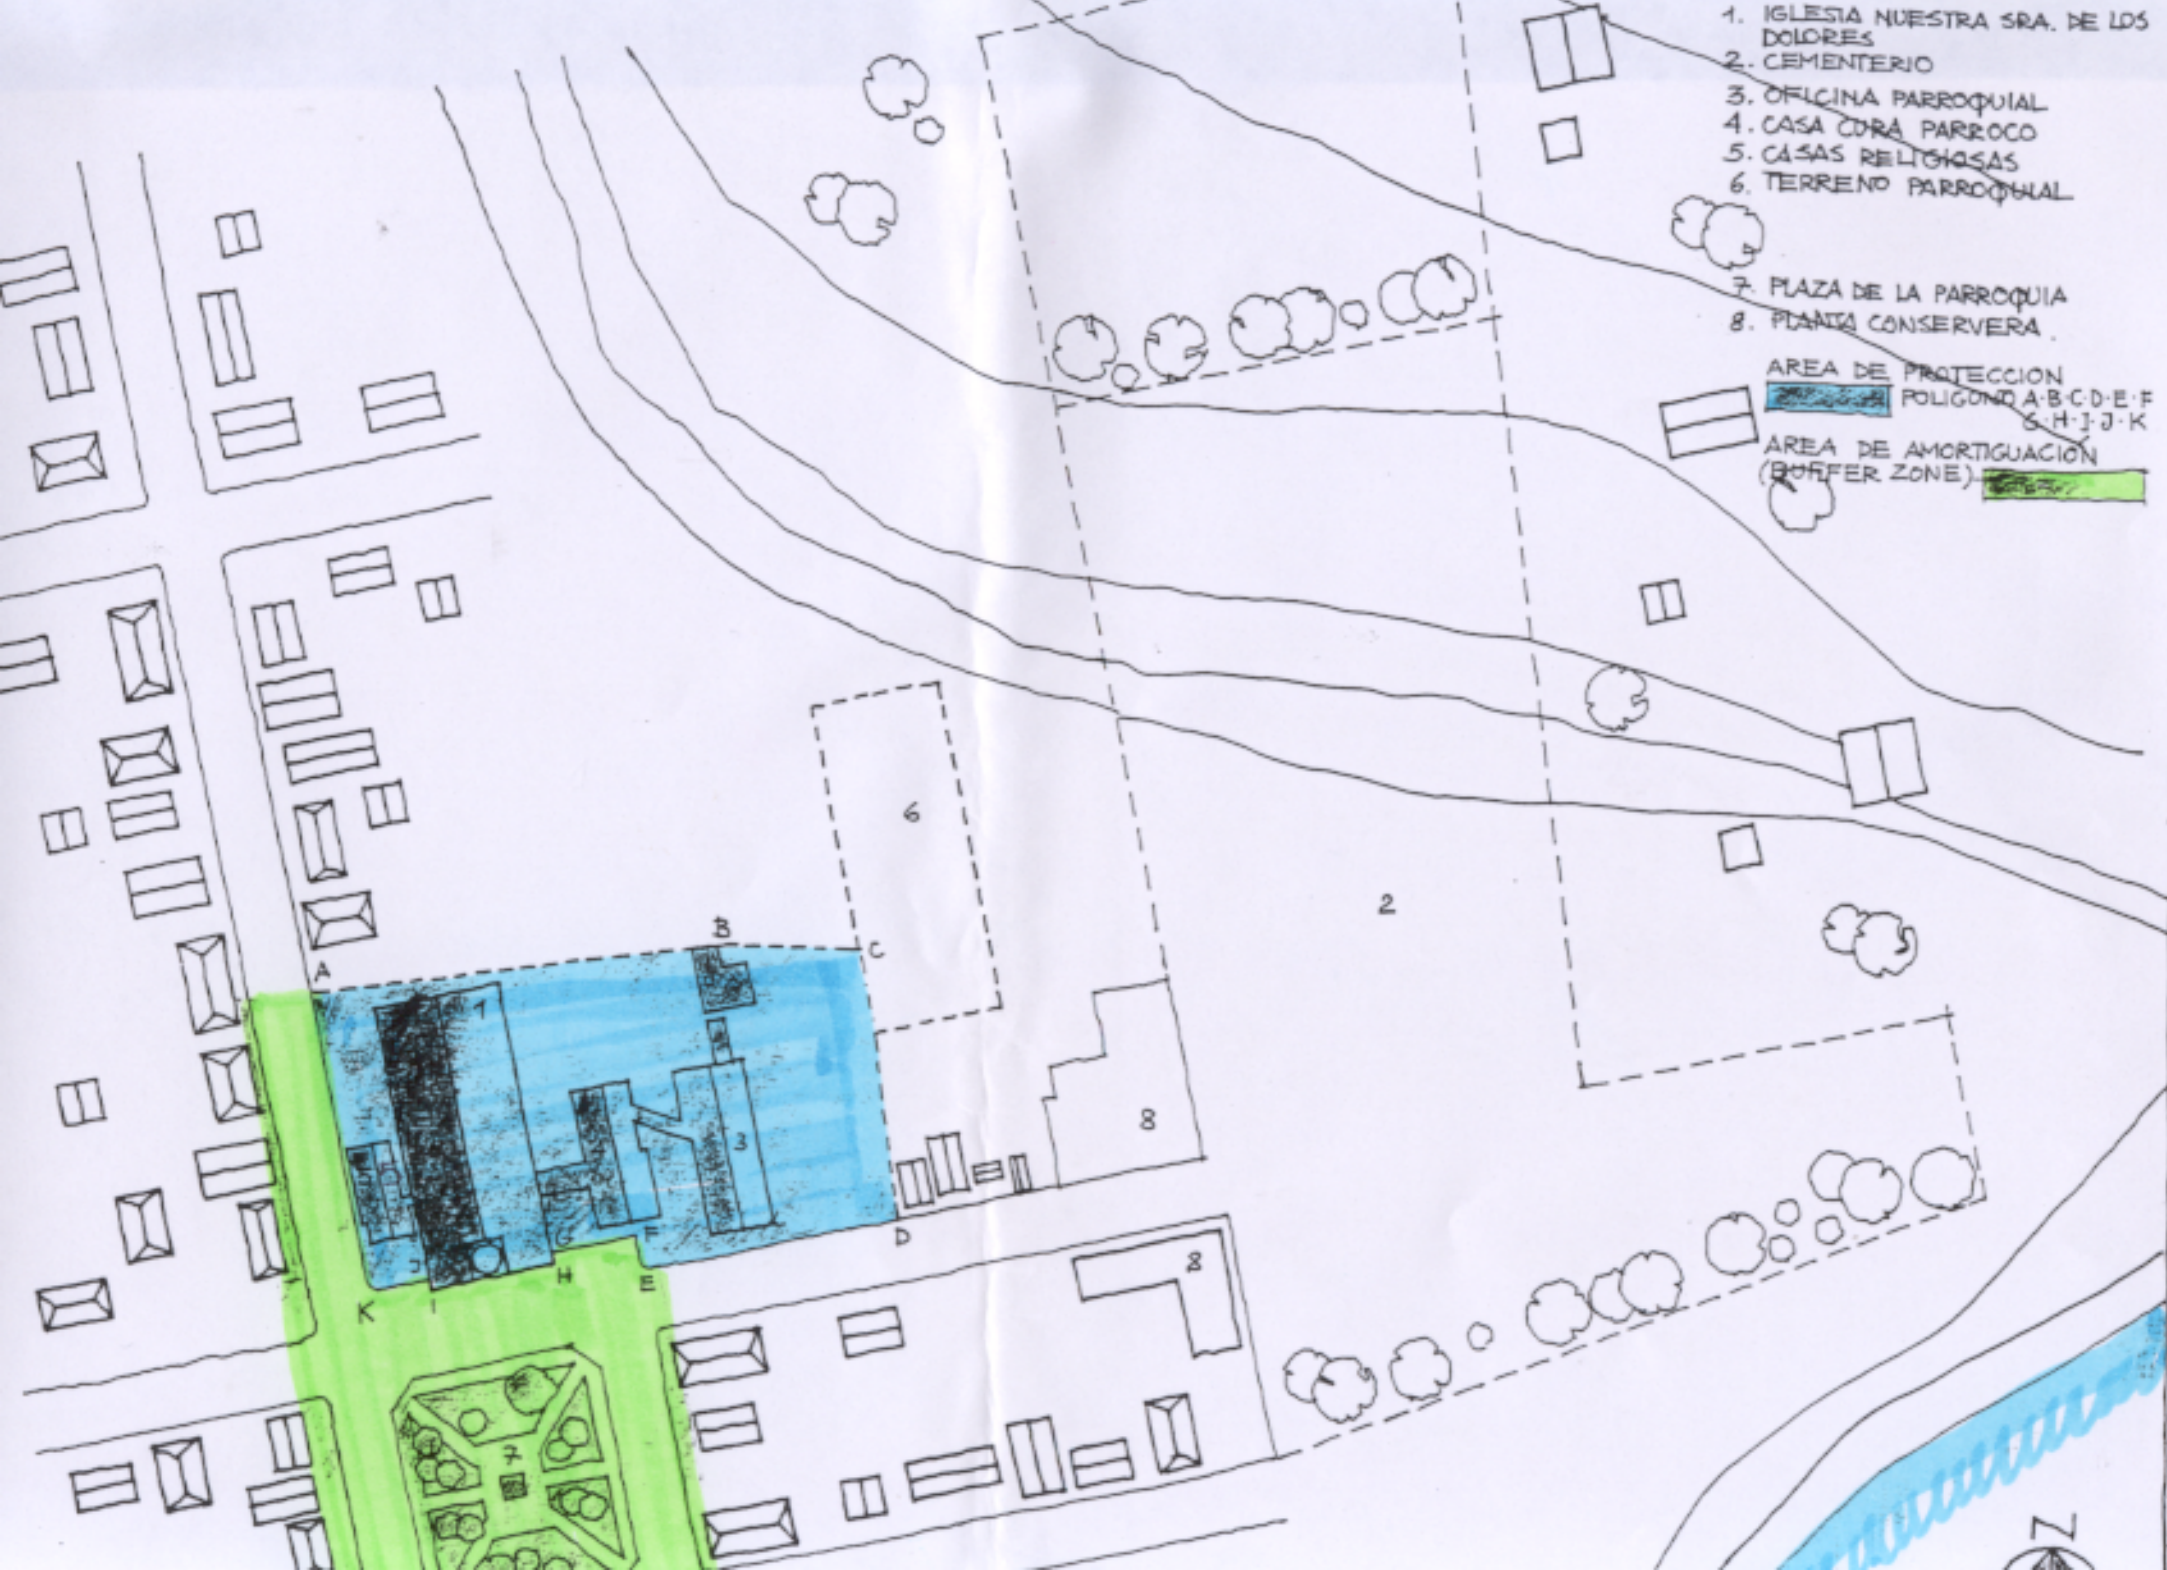 1. IGLESIA NUESTRA SRA. DE LOS
DOLORES
2. CEMENTERIO
3. OFICINA PARROQUIAL
4. CASA CURA PARROCO
5. CASAS RELIGIOSAS
6. TERRENO PARROQUIAL
7. PLAZA DE LA PARROQUIA
8. PLANTA CONSERVERA.
AREA DE PROTECCION
POLIGONO A·B·C·D·E·F
G·H·I·J·K
AREA DE AMORTIGUACIÓN
(BUFFER ZONE)
6
2
B
C
A
1
8
3
G
F
D
J
H
E
8
K
I
7
N